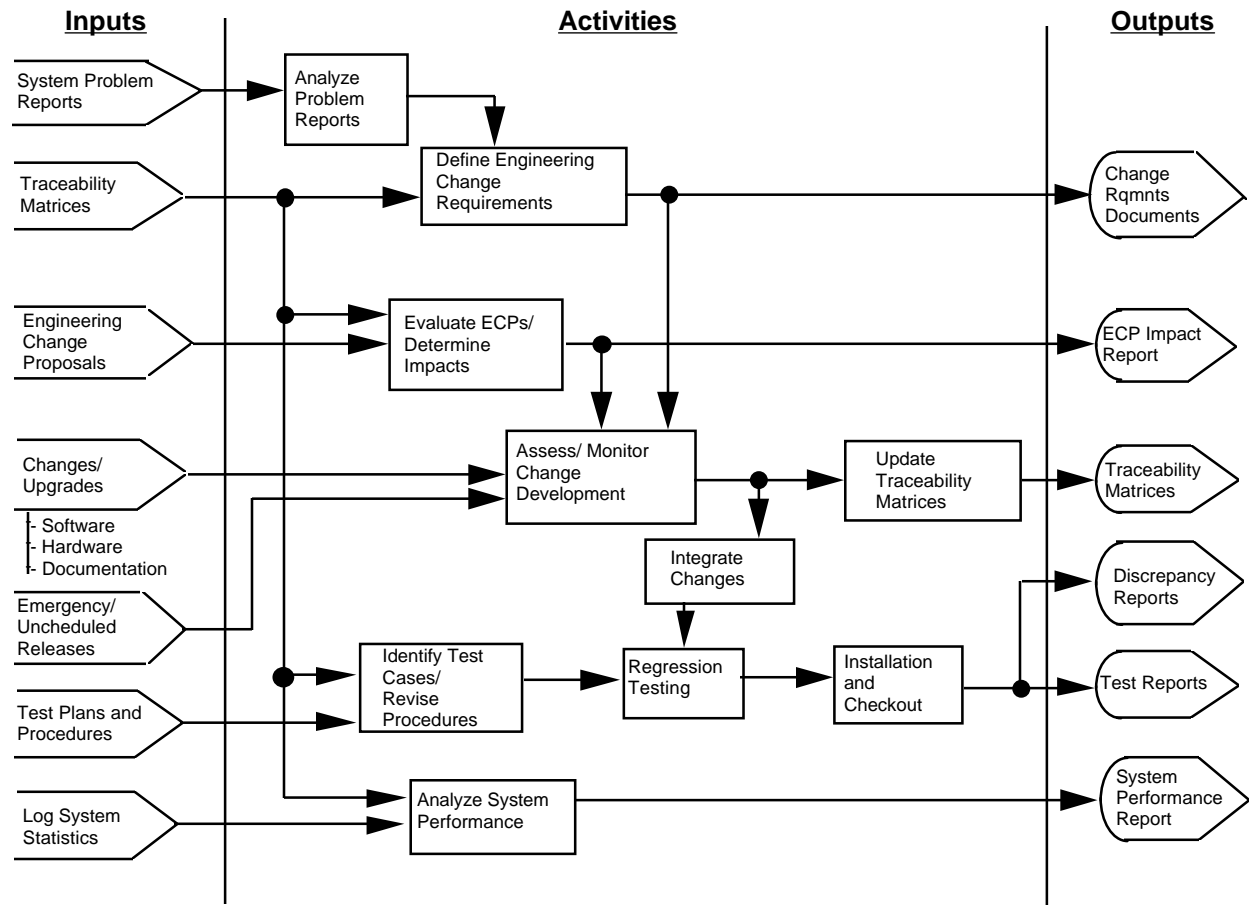 Inputs
Activities
Outputs
System Problem
Reports
Analyze
Problem
Reports
Traceability
Matrices
Define Engineering
Change
Requirements
Change
Rqmnts
Documents
Engineering
Change
Proposals
Evaluate ECPs/
Determine
Impacts
ECP Impact
Report
Changes/
Upgrades
- Software
- Hardware
- Documentation
Assess/ Monitor
Change
Development
Update
Traceability
Matrices
Traceability
Matrices
Integrate
Changes
Discrepancy
Reports
Emergency/
Uncheduled
Releases
Identify Test
Cases/
Revise
Procedures
Regression
Testing
Installation
and
Checkout
Test Reports
Test Plans and
Procedures
Log System
Statistics
Analyze System
Performance
System
Performance
Report